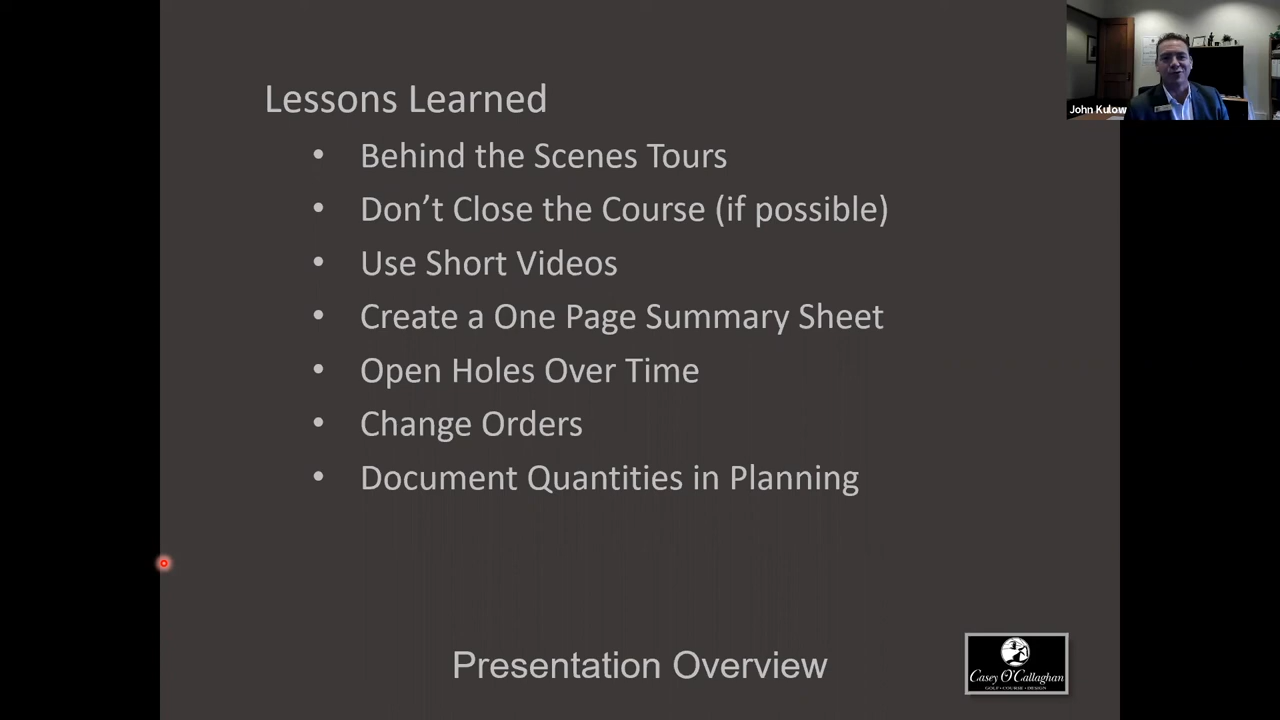 Lessons Learned
• Behind the Scenes Tours
• Don’t Close the Course (if possible)
• Use Short Videos
• Create a One Page Summary Sheet
• Open Holes Over Time
• Change Orders
• Document Quantities in Planning
Presentation Overview
Casey O'Callaghan
GOLF • COURSE • DESIGN
John Kulow